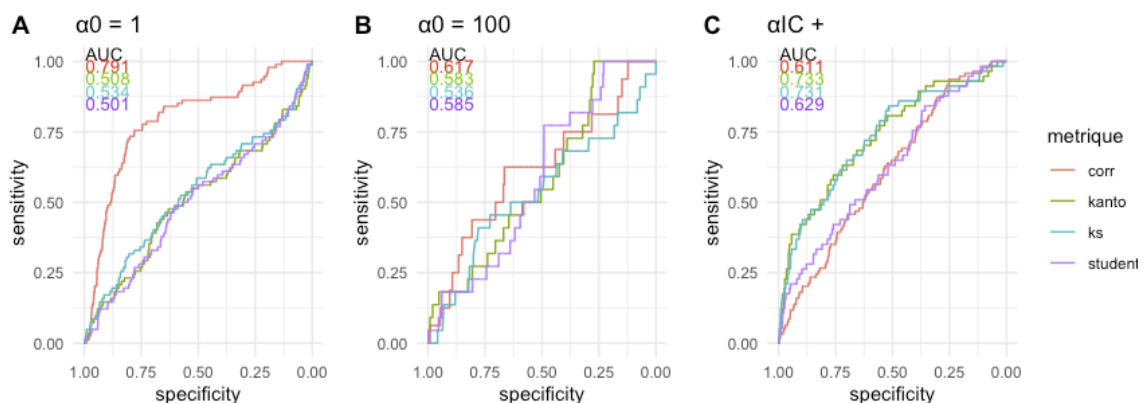 A α0 = 1
AUC
0.791
0.508
0.534
0.501
1.00
0.75
0.50
0.25
0.00
sensitivity
1.00 0.75 0.50 0.25 0.00
specificity
B α0 = 100
AUC
0.617
0.583
0.536
0.585
1.00
0.75
0.50
0.25
0.00
sensitivity
1.00 0.75 0.50 0.25 0.00
specificity
C αIC +
AUC
0.611
0.733
0.731
0.629
1.00
0.75
0.50
0.25
0.00
sensitivity
1.00 0.75 0.50 0.25 0.00
specificity
metrique
corr
kanto
ks
student